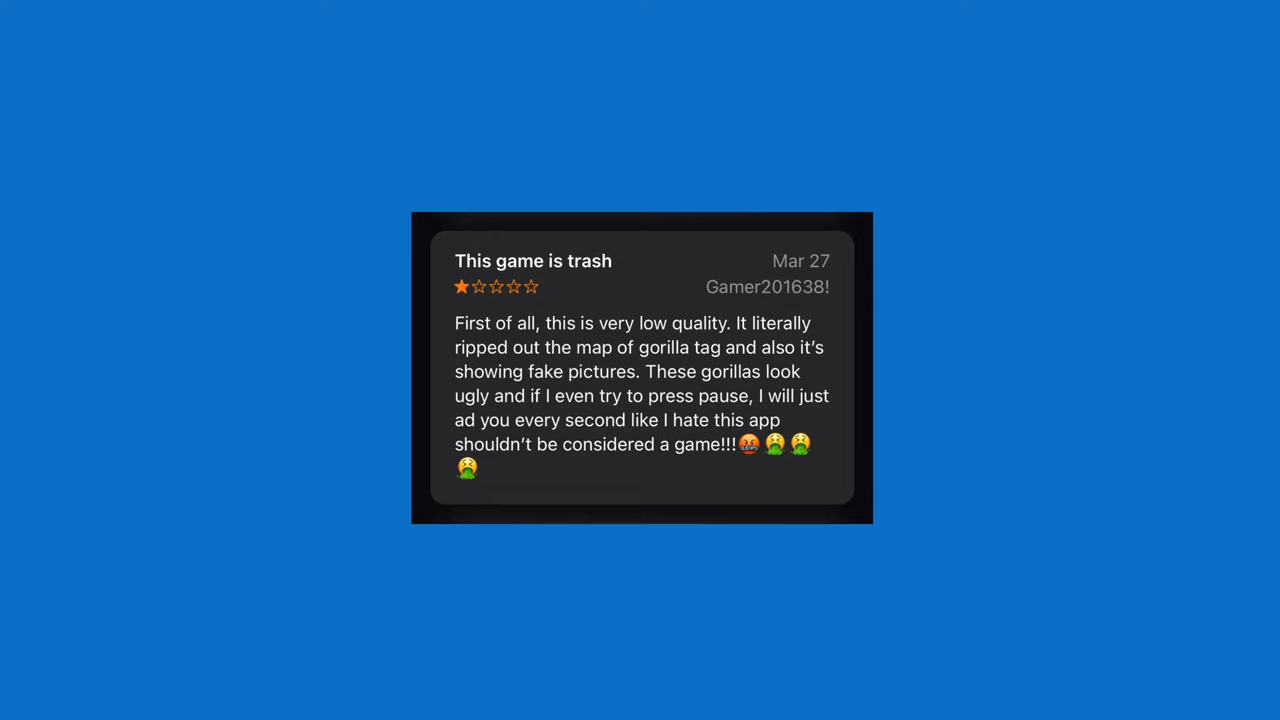 This game is trash
Mar 27
★☆☆☆☆
Gamer201638!
First of all, this is very low quality. It literally
ripped out the map of gorilla tag and also it’s
showing fake pictures. These gorillas look
ugly and if I even try to press pause, I will just
ad you every second like I hate this app
shouldn’t be considered a game!!!🤬🤮🤮
🤮